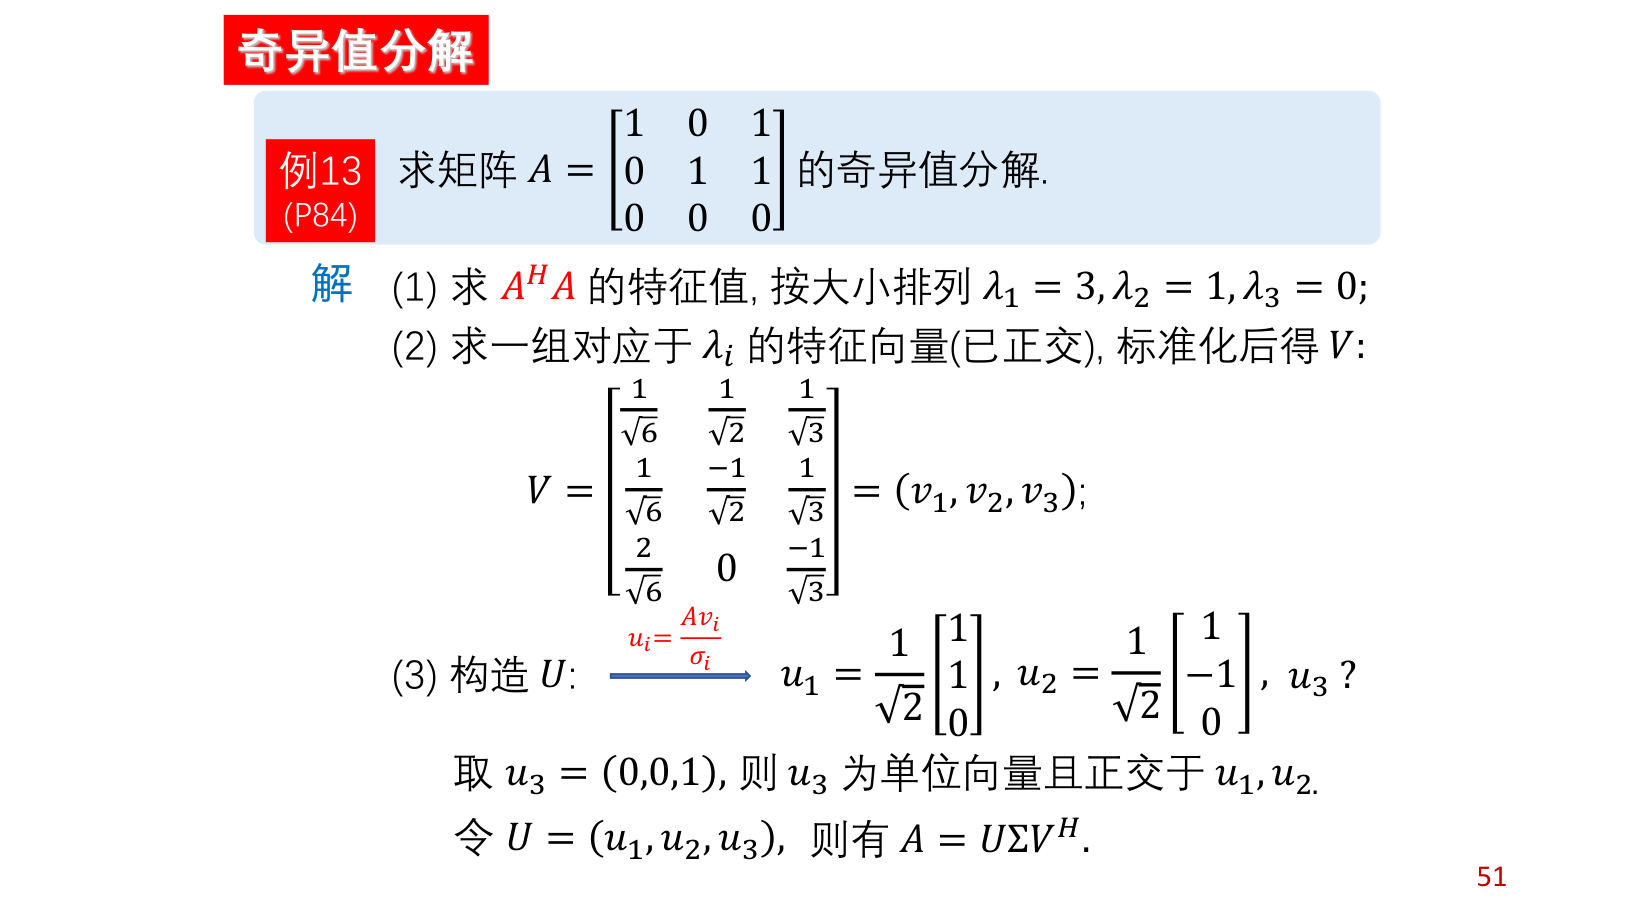 奇异值分解
例13
(P84)
求矩阵 A = [1 0 1; 0 1 1; 0 0 0] 的奇异值分解.
解 (1) 求 A^H A 的特征值, 按大小排列 λ₁ = 3, λ₂ = 1, λ₃ = 0;
(2) 求一组对应于 λᵢ 的特征向量(已正交), 标准化后得 V:
V = [1/√6 1/√2 1/√3; 1/√6 −1/√2 1/√3; 2/√6 0 −1/√3] = (v₁, v₂, v₃);
(3) 构造 U: uᵢ = Avᵢ/σᵢ u₁ = 1/√2 [1; 1; 0], u₂ = 1/√2 [1; −1; 0], u₃ ?
取 u₃ = (0,0,1), 则 u₃ 为单位向量且正交于 u₁, u₂.
令 U = (u₁, u₂, u₃), 则有 A = UΣV^H.
51